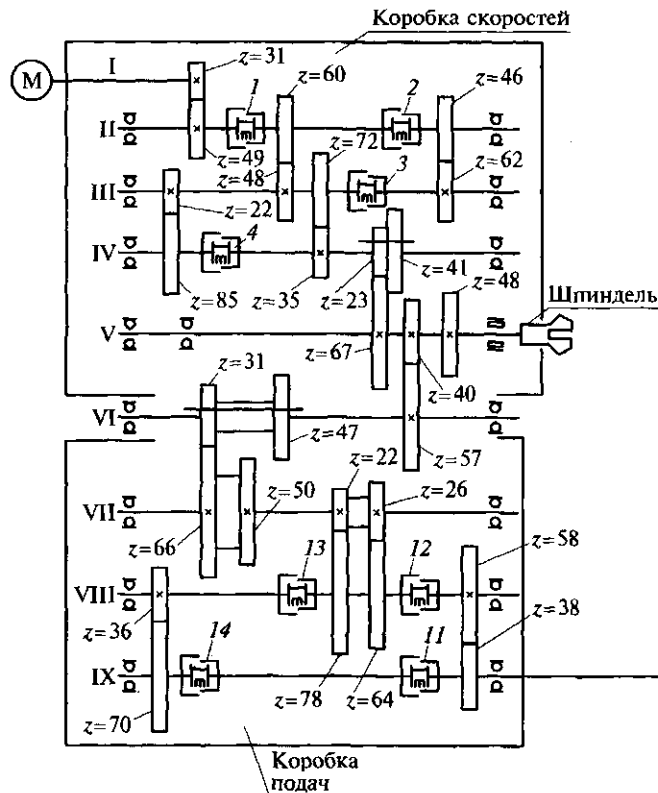 Коробка скоростей
М
I
z=31
z=60
z=46
1
2
II
z=49
z=72
z=48
3
z=62
III
z=22
4
IV
z=41
z=48
z=85
z=35
z=23
Шпиндель
V
z=67
z=31
z=40
VI
z=47
z=57
z=22
z=50
z=26
VII
z=66
13
12
z=58
VIII
z=36
14
11
z=38
IX
z=78
z=64
z=70
Коробка
подач